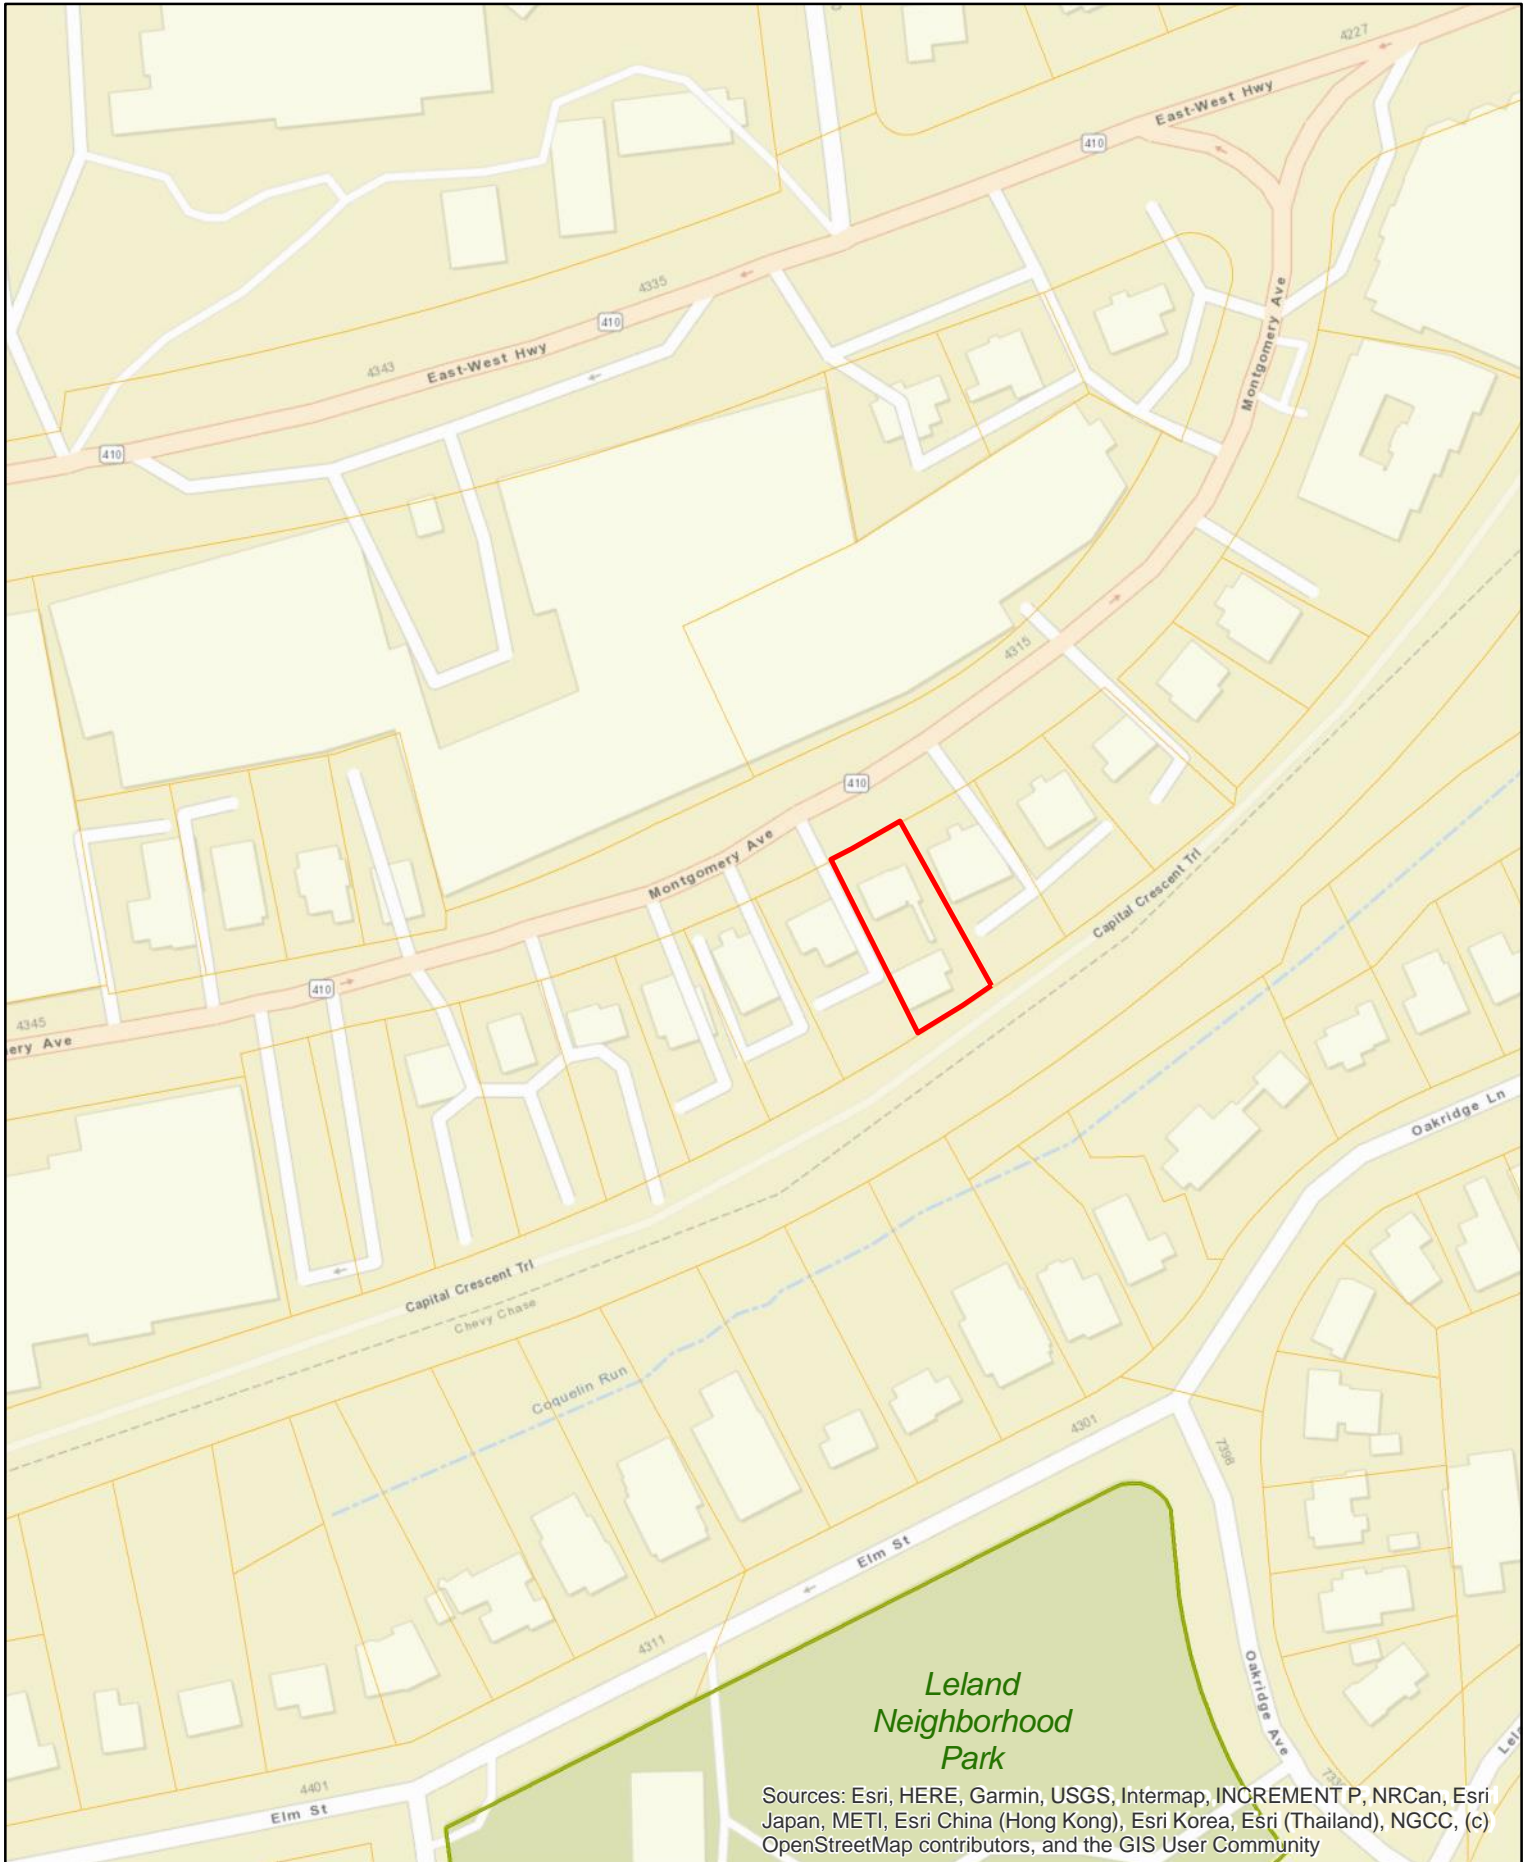 4227
East-West Hwy
410
4335
410
East-West Hwy
4343
410
Montgomery Ave
4315
410
Montgomery Ave
410
4345
ery Ave
Capital Crescent Trl
Oakridge Ln
Capital Crescent Trl
Chevy Chase
Coquelin Run
4301
7398
Elm St
4311
Oakridge Ave
Leland
Neighborhood
Park
4401
Elm St
Sources: Esri, HERE, Garmin, USGS, Intermap, INCREMENT P, NRCan, Esri
Japan, METI, Esri China (Hong Kong), Esri Korea, Esri (Thailand), NGCC, (c)
OpenStreetMap contributors, and the GIS User Community